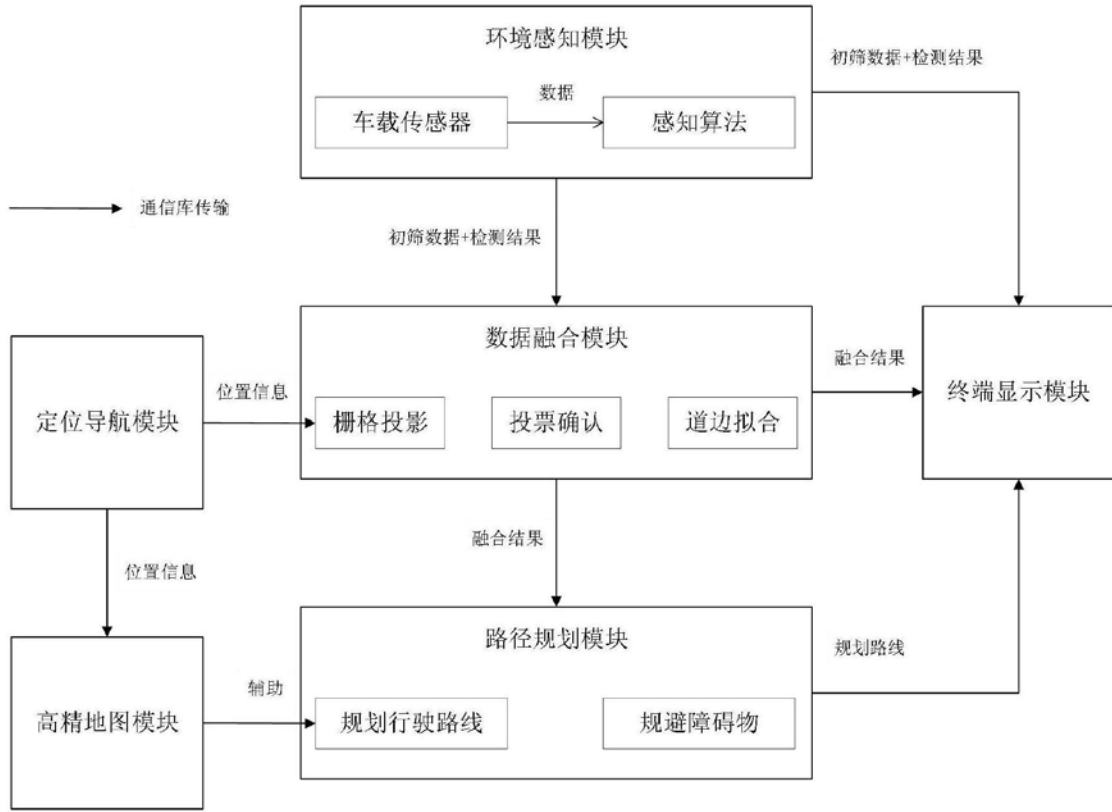 环境感知模块
初筛数据+检测结果
数据
车载传感器
感知算法
通信库传输
初筛数据+检测结果
数据融合模块
融合结果
位置信息
定位导航模块
栅格投影
投票确认
道边拟合
终端显示模块
融合结果
位置信息
路径规划模块
规划路线
辅助
高精地图模块
规划行驶路线
规避障碍物